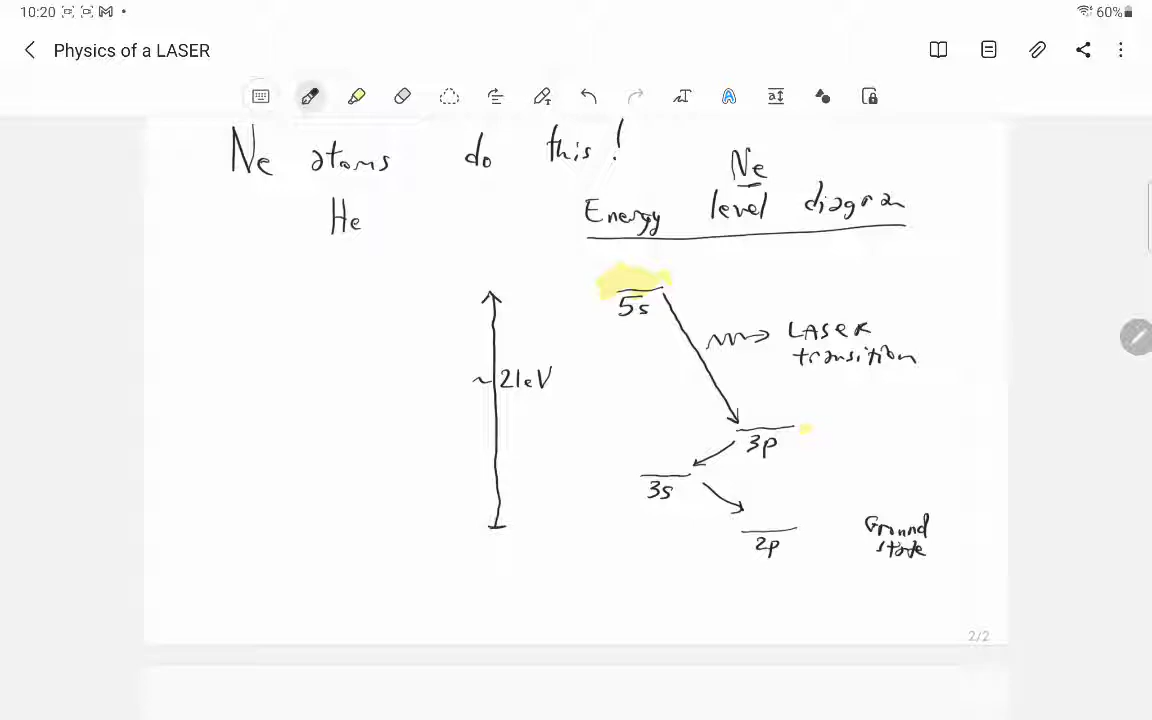 10:20 60%
Physics of a LASER
Ne atoms do this!
He
Ne
Energy level diagram
5s
LASER
transition
~21eV
3p
3s
2p
Ground
state
2/2